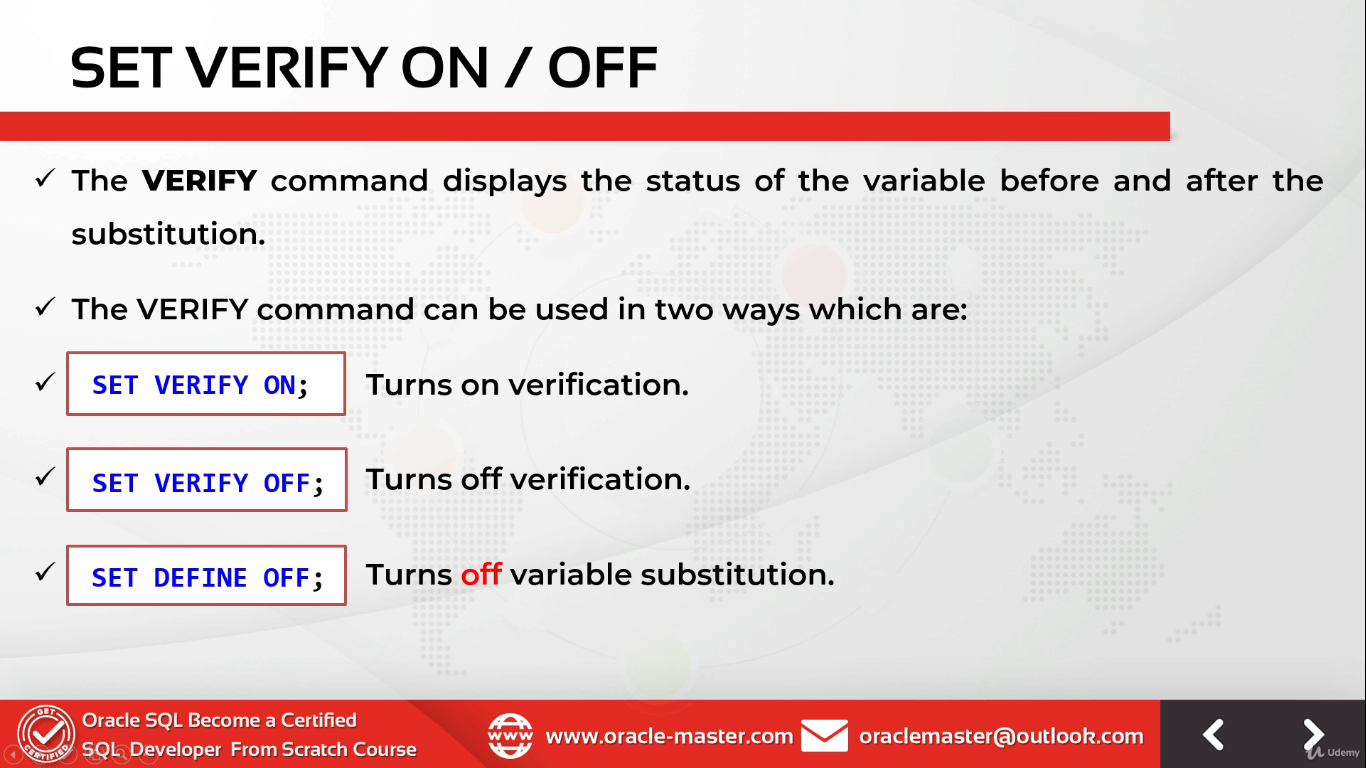 SET VERIFY ON / OFF
✓ The VERIFY command displays the status of the variable before and after the
substitution.
✓ The VERIFY command can be used in two ways which are:
✓ SET VERIFY ON; Turns on verification.
✓ SET VERIFY OFF; Turns off verification.
✓ SET DEFINE OFF; Turns off variable substitution.
GET
CERTIFIED
Oracle SQL Become a Certified
SQL Developer From Scratch Course
WWW
www.oracle-master.com
oraclemaster@outlook.com
Udemy